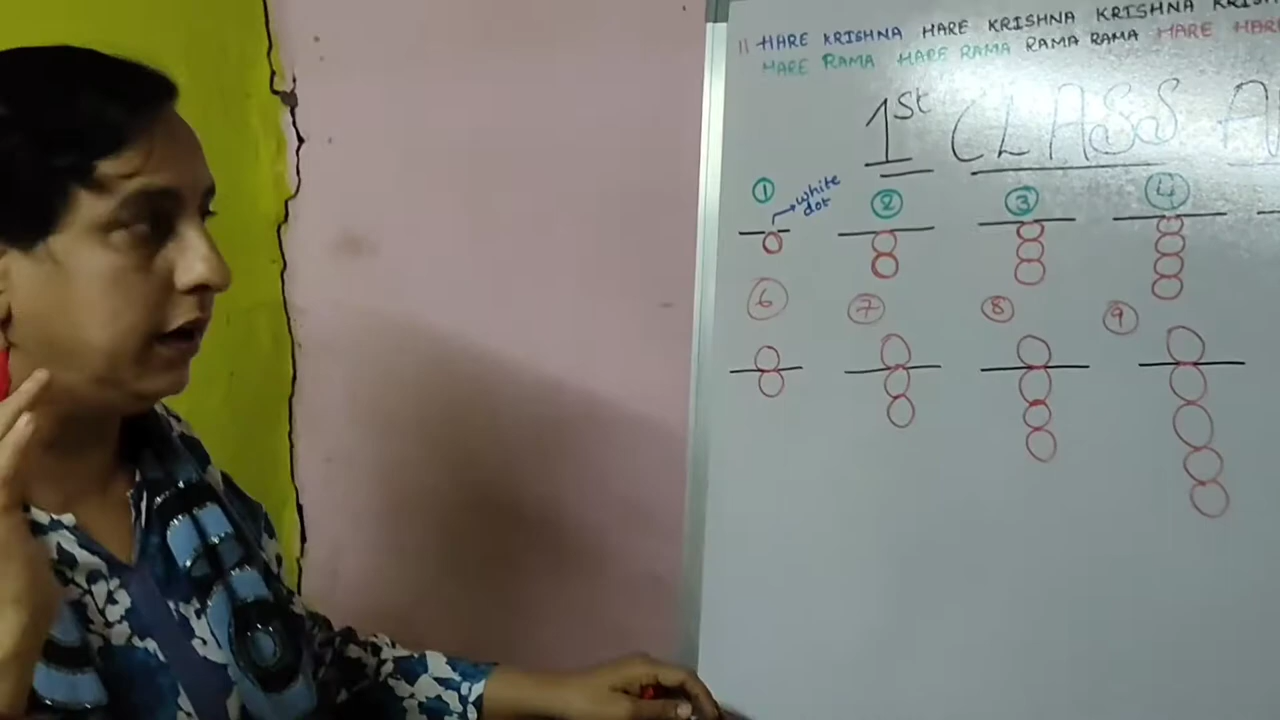 || HARE KRISHNA HARE KRISHNA KRISHNA
HARE RAMA HARE RAMA RAMA RAMA HARE
1st CLASS
① ② ③ ④
white
dot
⑥ ⑦ ⑧ ⑨